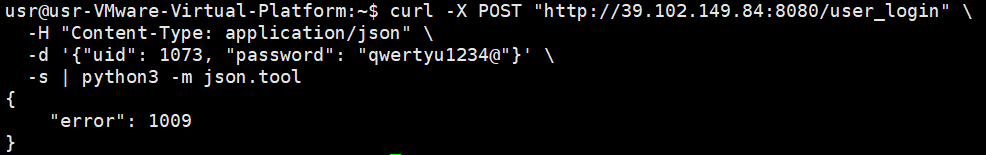 usr@usr-VMware-Virtual-Platform:~$ curl -X POST "http://39.102.149.84:8080/user_login" \
-H "Content-Type: application/json" \
-d '{"uid": 1073, "password": "qwertyu1234@"}' \
-s | python3 -m json.tool
{
"error": 1009
}